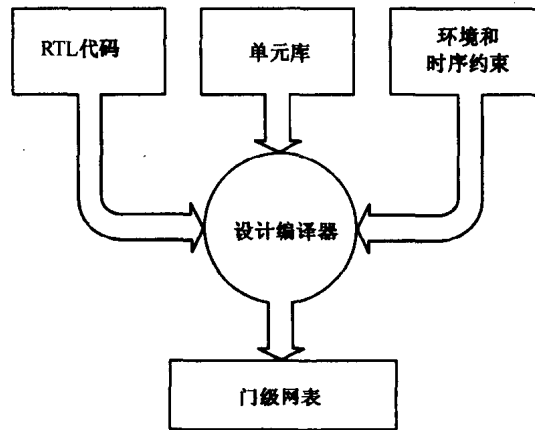 RTL代码
单元库
环境和
时序约束
设计编译器
门级网表